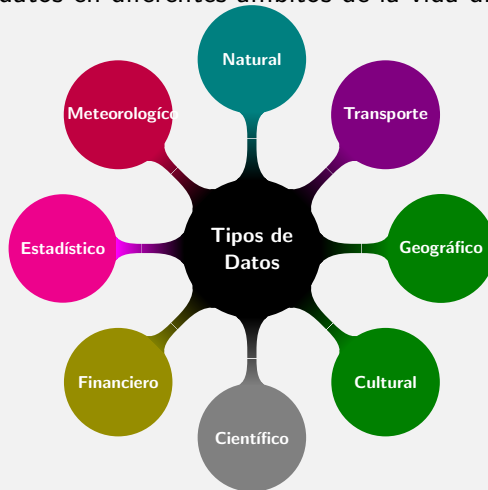 datos en diferentes ámbitos de la vida
Natural
Meteorologíco
Transporte
Tipos de
Datos
Estadístico
Geográfico
Financiero
Cultural
Científico